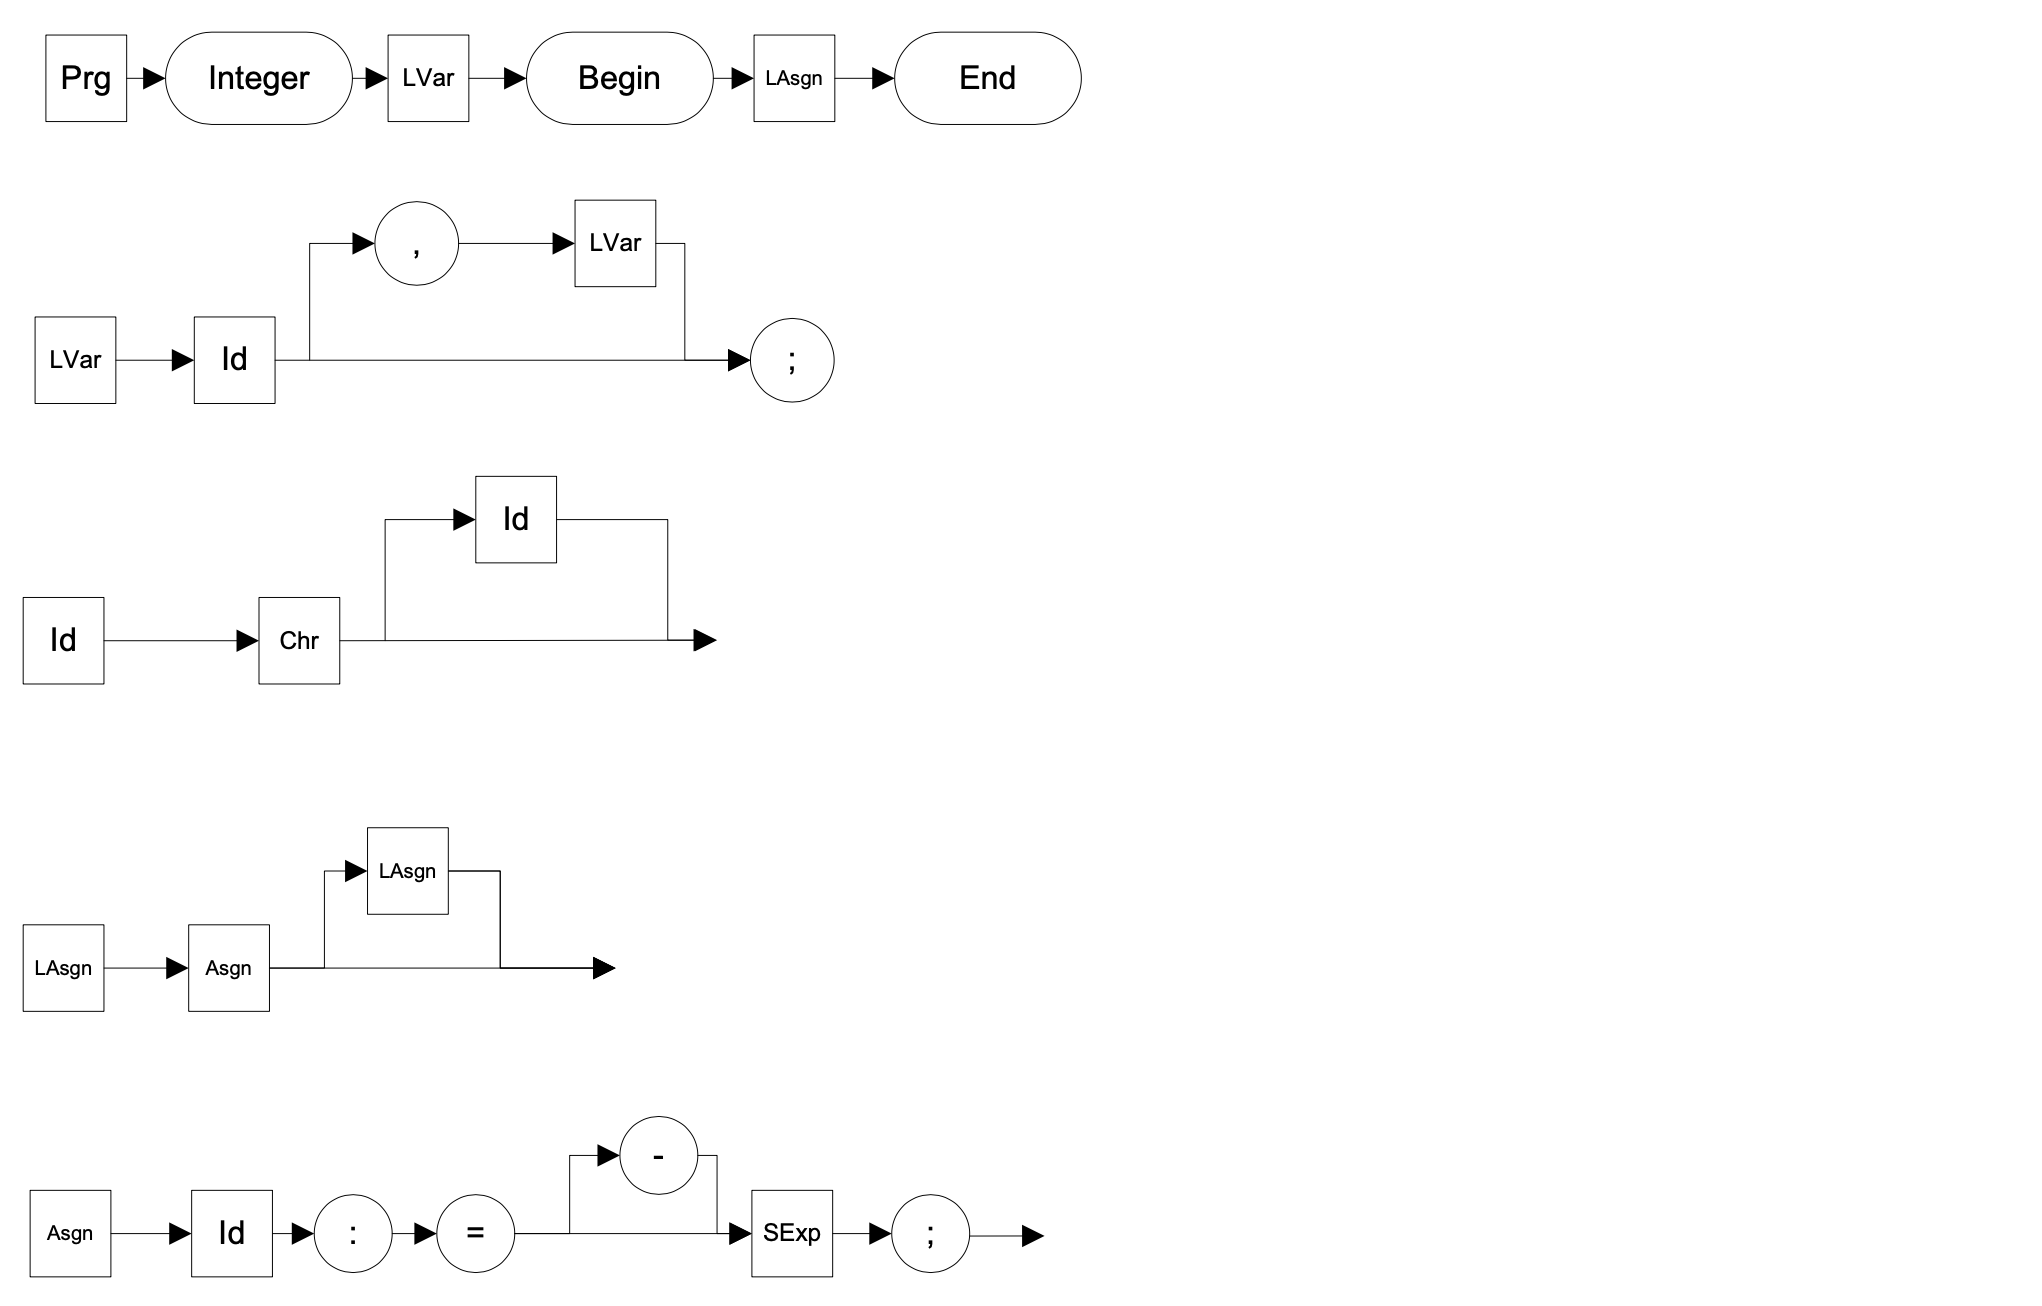 Prg Integer LVar Begin LAsgn End
, LVar
LVar Id ;
Id
Id Chr
LAsgn
LAsgn Asgn
-
Asgn Id : = SExp ;